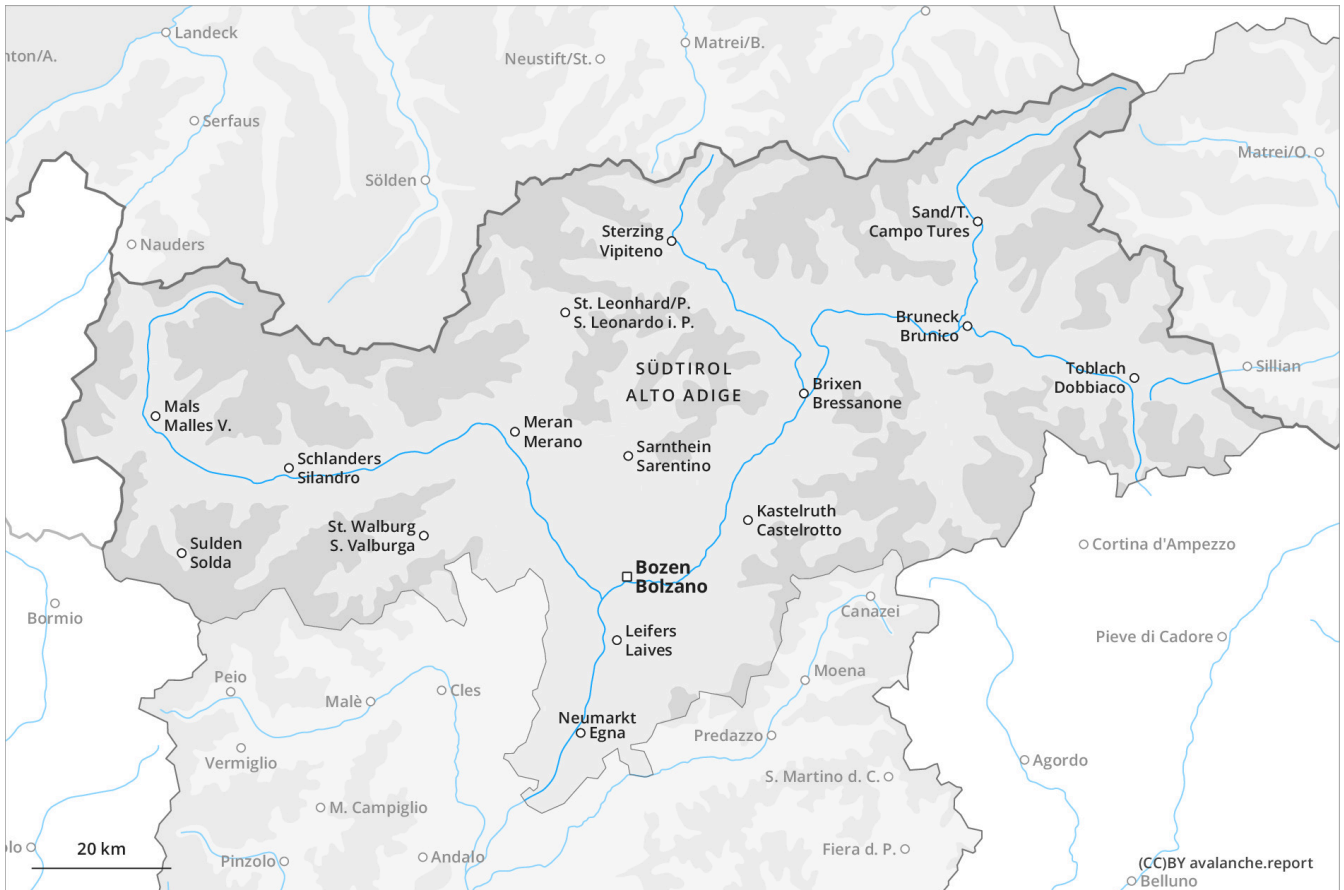 Landeck
Matrei/B.
nton/A.
Neustift/St.
Serfaus
Matrei/O.
Sölden
Sand/T.
Campo Tures
Sterzing
Vipiteno
Nauders
St. Leonhard/P.
S. Leonardo i. P.
Bruneck
Brunico
SÜDTIROL
ALTO ADIGE
Toblach
Dobbiaco
Sillian
Brixen
Bressanone
Mals
Malles V.
Meran
Merano
Sarnthein
Sarentino
Schlanders
Silandro
Kastelruth
Castelrotto
St. Walburg
S. Valburga
Sulden
Solda
Cortina d'Ampezzo
Bozen
Bolzano
Bormio
Canazei
Leifers
Laives
Pieve di Cadore
Peio
Moena
Malè
Cles
Neumarkt
Egna
Predazzo
Vermiglio
Agordo
S. Martino d. C.
M. Campiglio
olo
20 km
Pinzolo
Andalo
Fiera d. P.
(CC)BY avalanche.report
Belluno